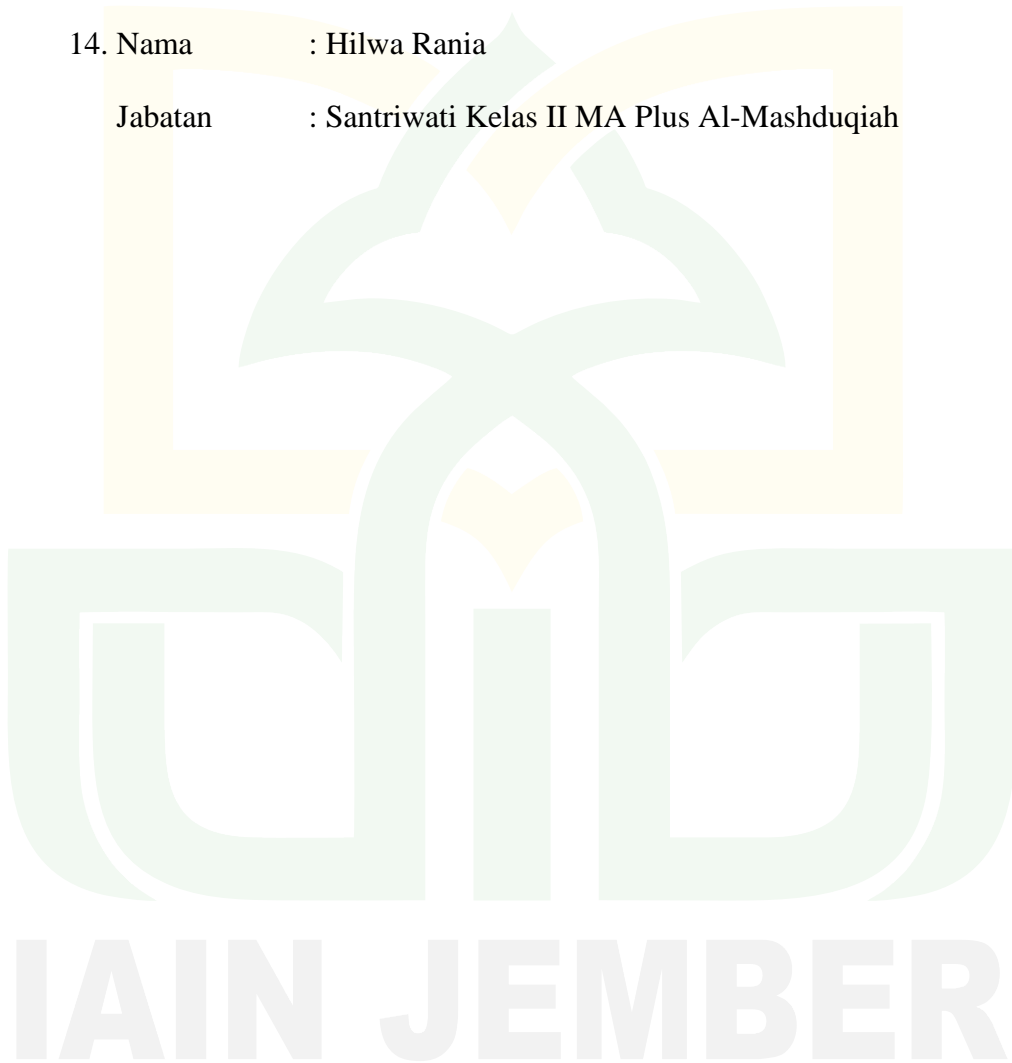 14. Nama : Hilwa Rania
Jabatan : Santriwati Kelas II MA Plus Al-Mashduqiah
IAIN JEMBER